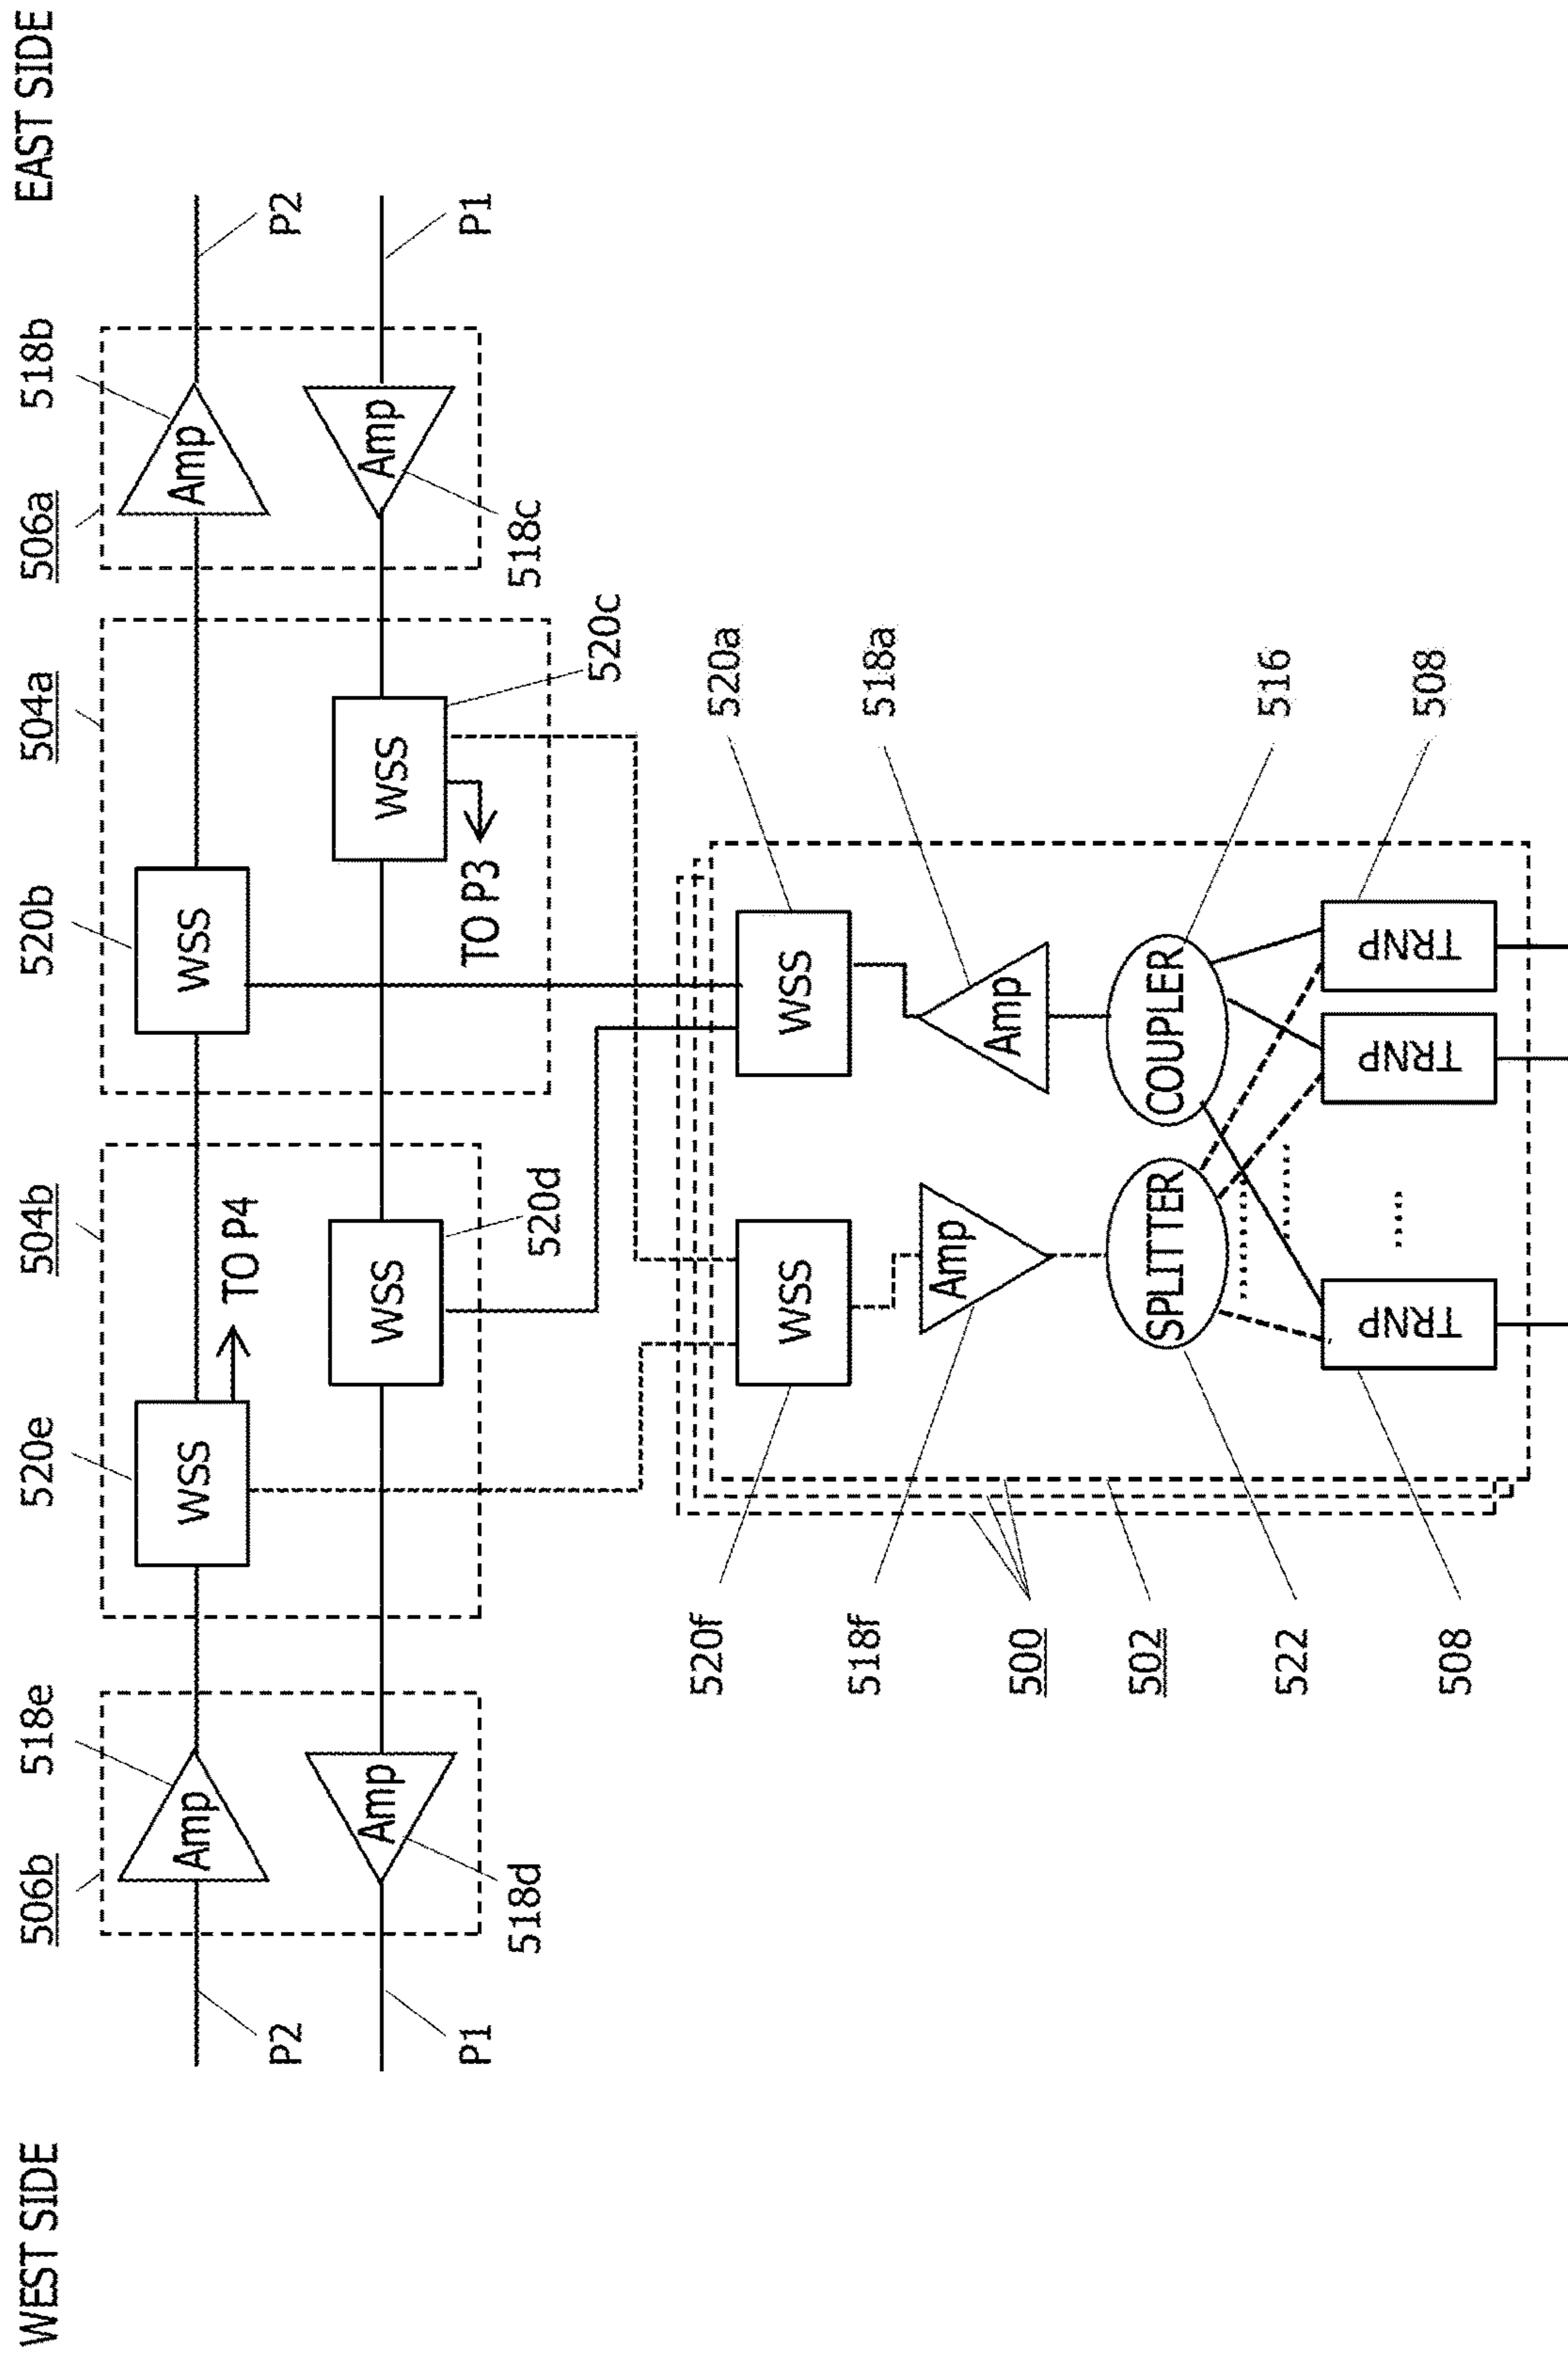 WEST SIDE
EAST SIDE
506b
518e
520e
504b
520b
504a
506a
518b
P2
Amp
WSS
TO P4
WSS
Amp
P2
P1
Amp
WSS
WSS
Amp
P1
518d
520d
TO P3
520c
518c
520f
WSS
WSS
520a
518f
Amp
Amp
518a
500
502
SPLITTER
COUPLER
516
522
508
TRNP
TRNP
TRNP
508